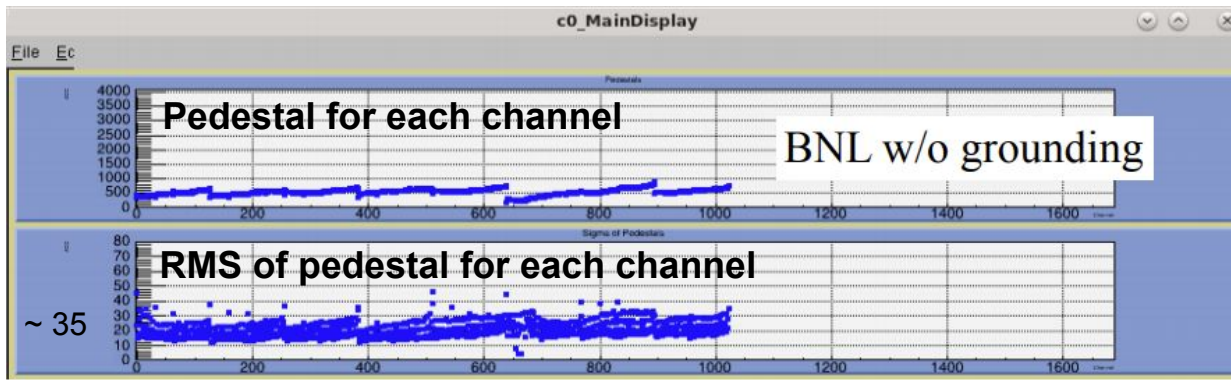 c0_MainDisplay
File Ec
Pedestals
4000
3500
3000
2500
2000
1500
1000
500
0
Pedestal for each channel
BNL w/o grounding
0 200 400 600 800 1000 1200 1400 1600 Channel
Sigma of Pedestals
80
70
60
50
40
30
20
10
0
RMS of pedestal for each channel
~ 35
0 200 400 600 800 1000 1200 1400 1600 Channel